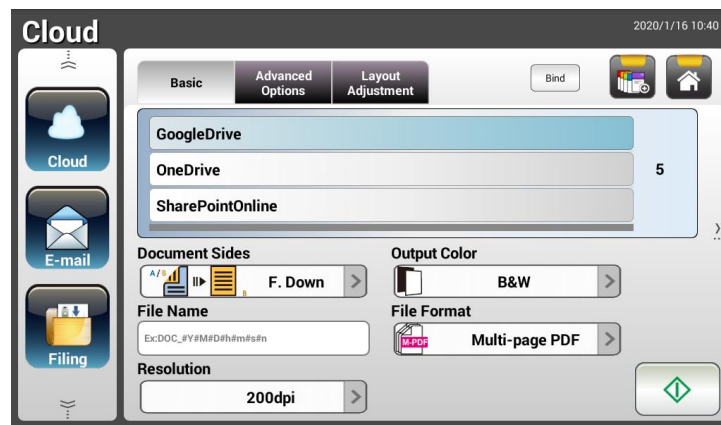 Cloud
2020/1/16 10:40
Basic
Advanced
Options
Layout
Adjustment
Bind
Cloud
E-mail
Filing
GoogleDrive
OneDrive
SharePointOnline
5
Document Sides
A/B
B
F. Down
Output Color
B&W
File Name
Ex:DOC_#Y#M#D#h#m#s#n
File Format
M-PDF
Multi-page PDF
Resolution
200dpi